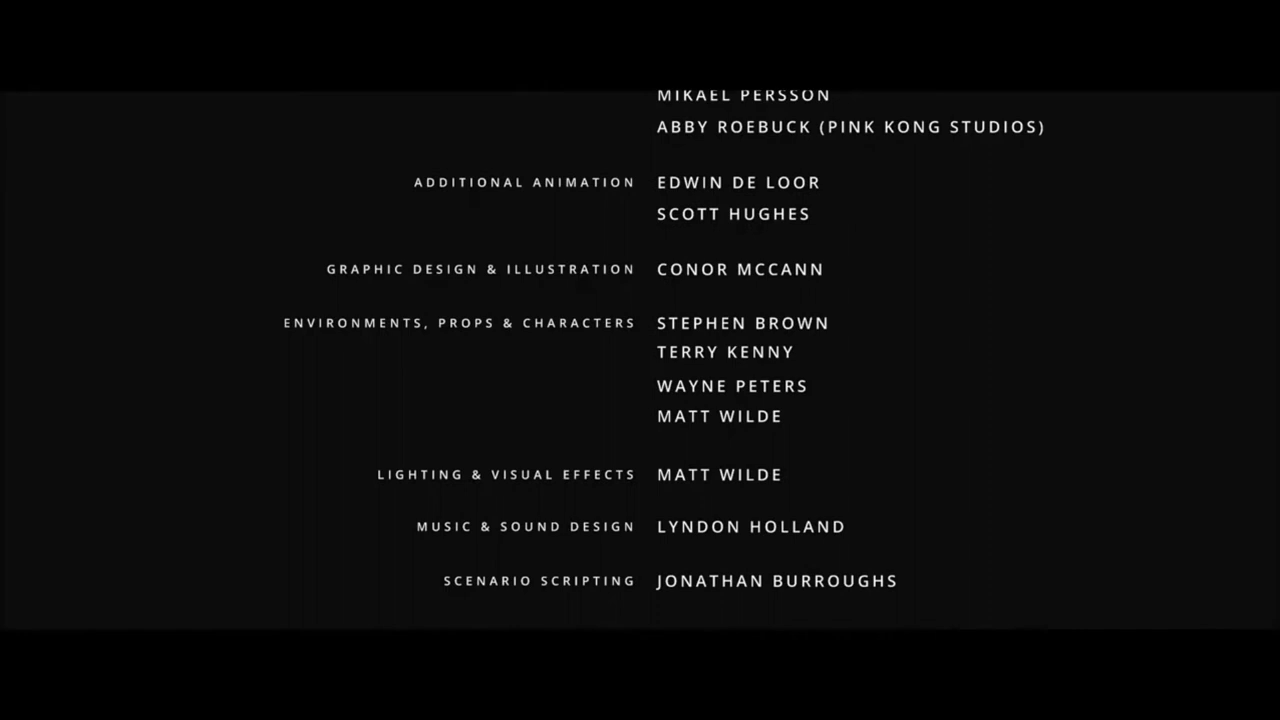 MIKAEL PERSSON
ABBY ROEBUCK (PINK KONG STUDIOS)
ADDITIONAL ANIMATION EDWIN DE LOOR
SCOTT HUGHES
GRAPHIC DESIGN & ILLUSTRATION CONOR MCCANN
ENVIRONMENTS, PROPS & CHARACTERS STEPHEN BROWN
TERRY KENNY
WAYNE PETERS
MATT WILDE
LIGHTING & VISUAL EFFECTS MATT WILDE
MUSIC & SOUND DESIGN LYNDON HOLLAND
SCENARIO SCRIPTING JONATHAN BURROUGHS